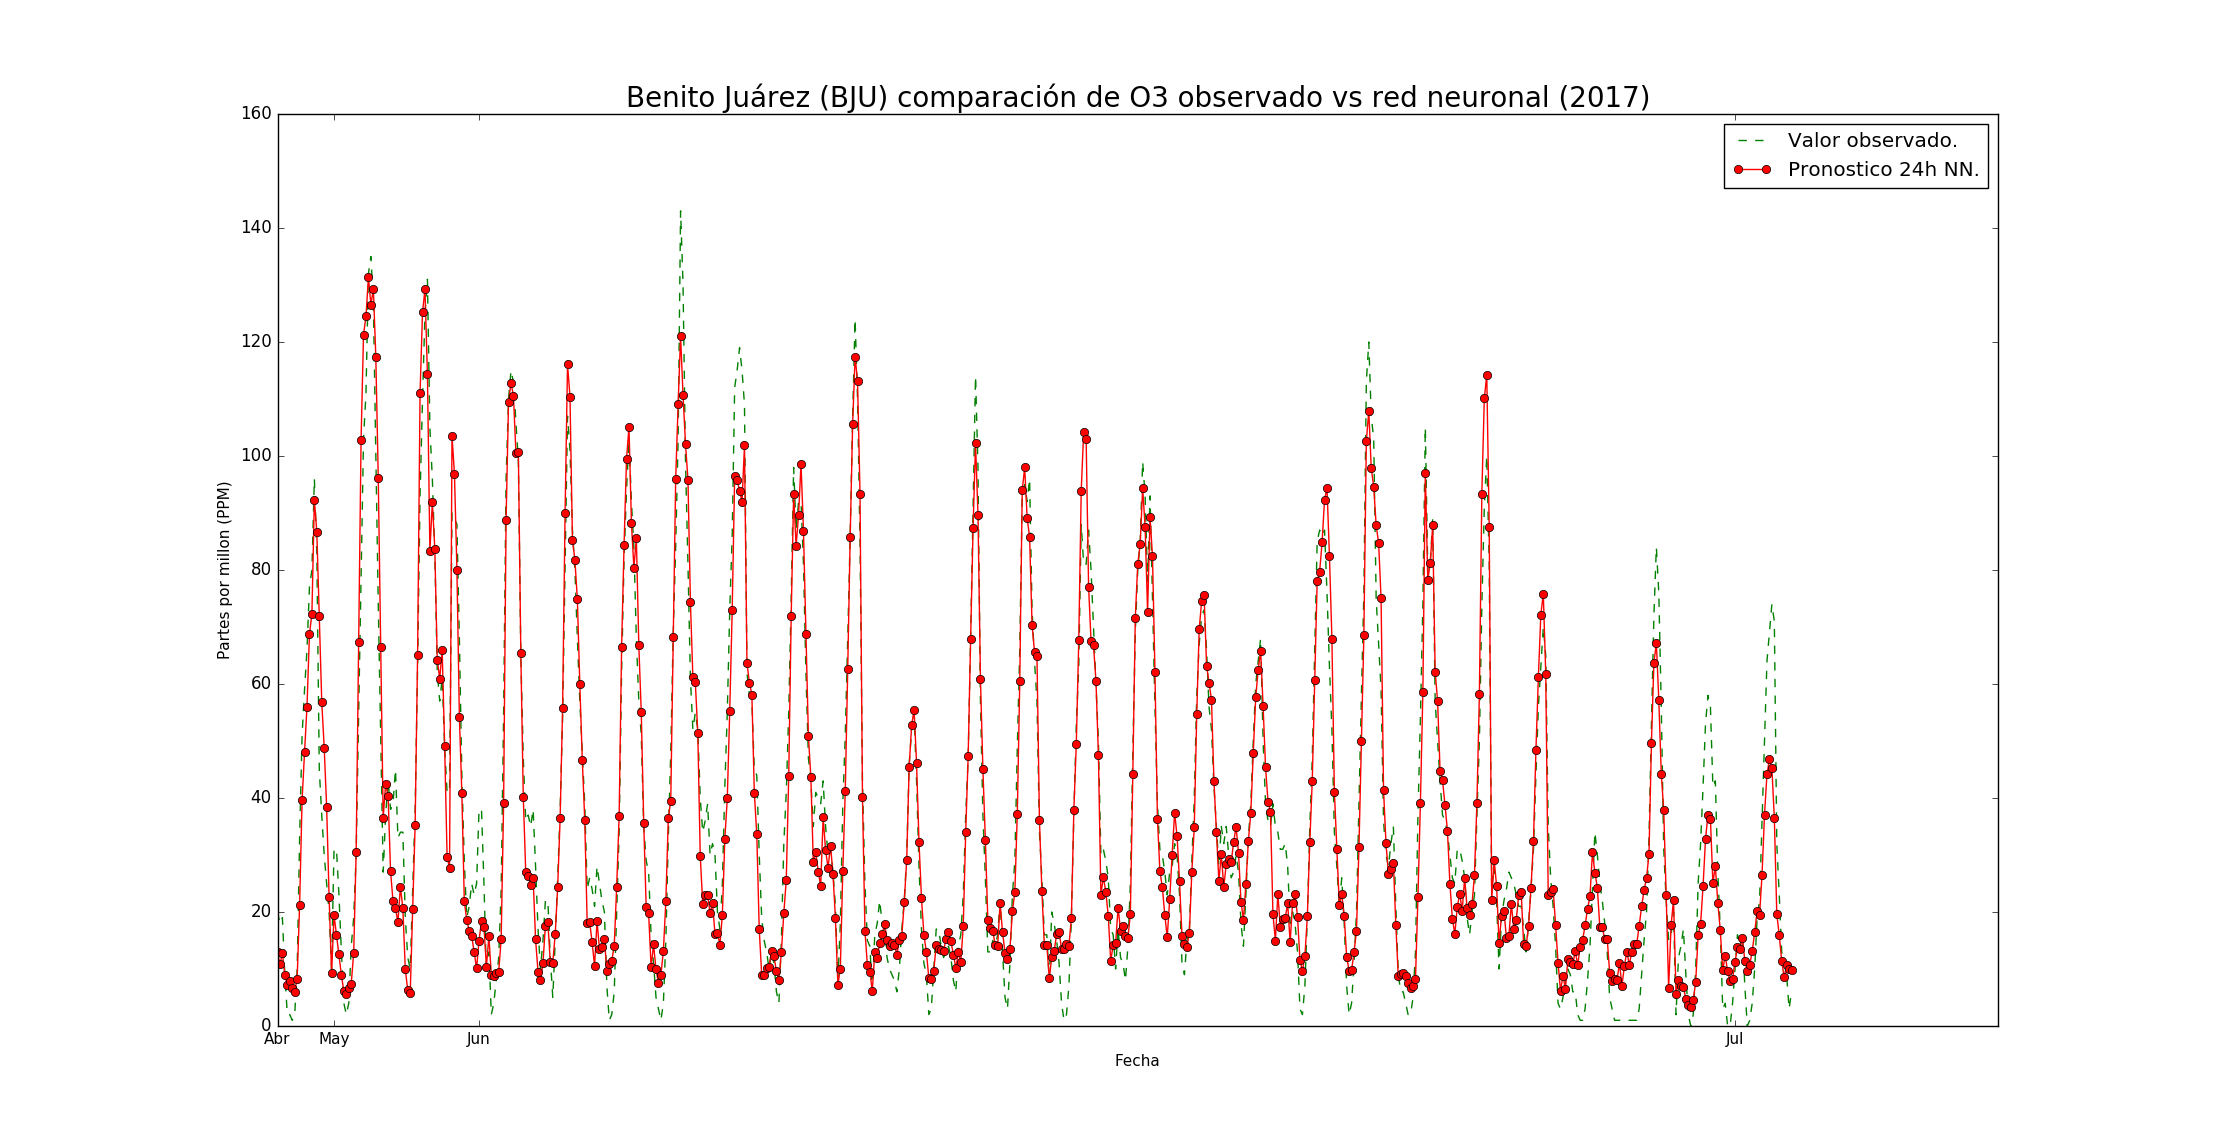 Benito Juárez (BJU) comparación de O3 observado vs red neuronal (2017)
160
140
120
100
80
60
40
20
0
Partes por millon (PPM)
Valor observado.
Pronostico 24h NN.
Abr May Jun Jul
Fecha